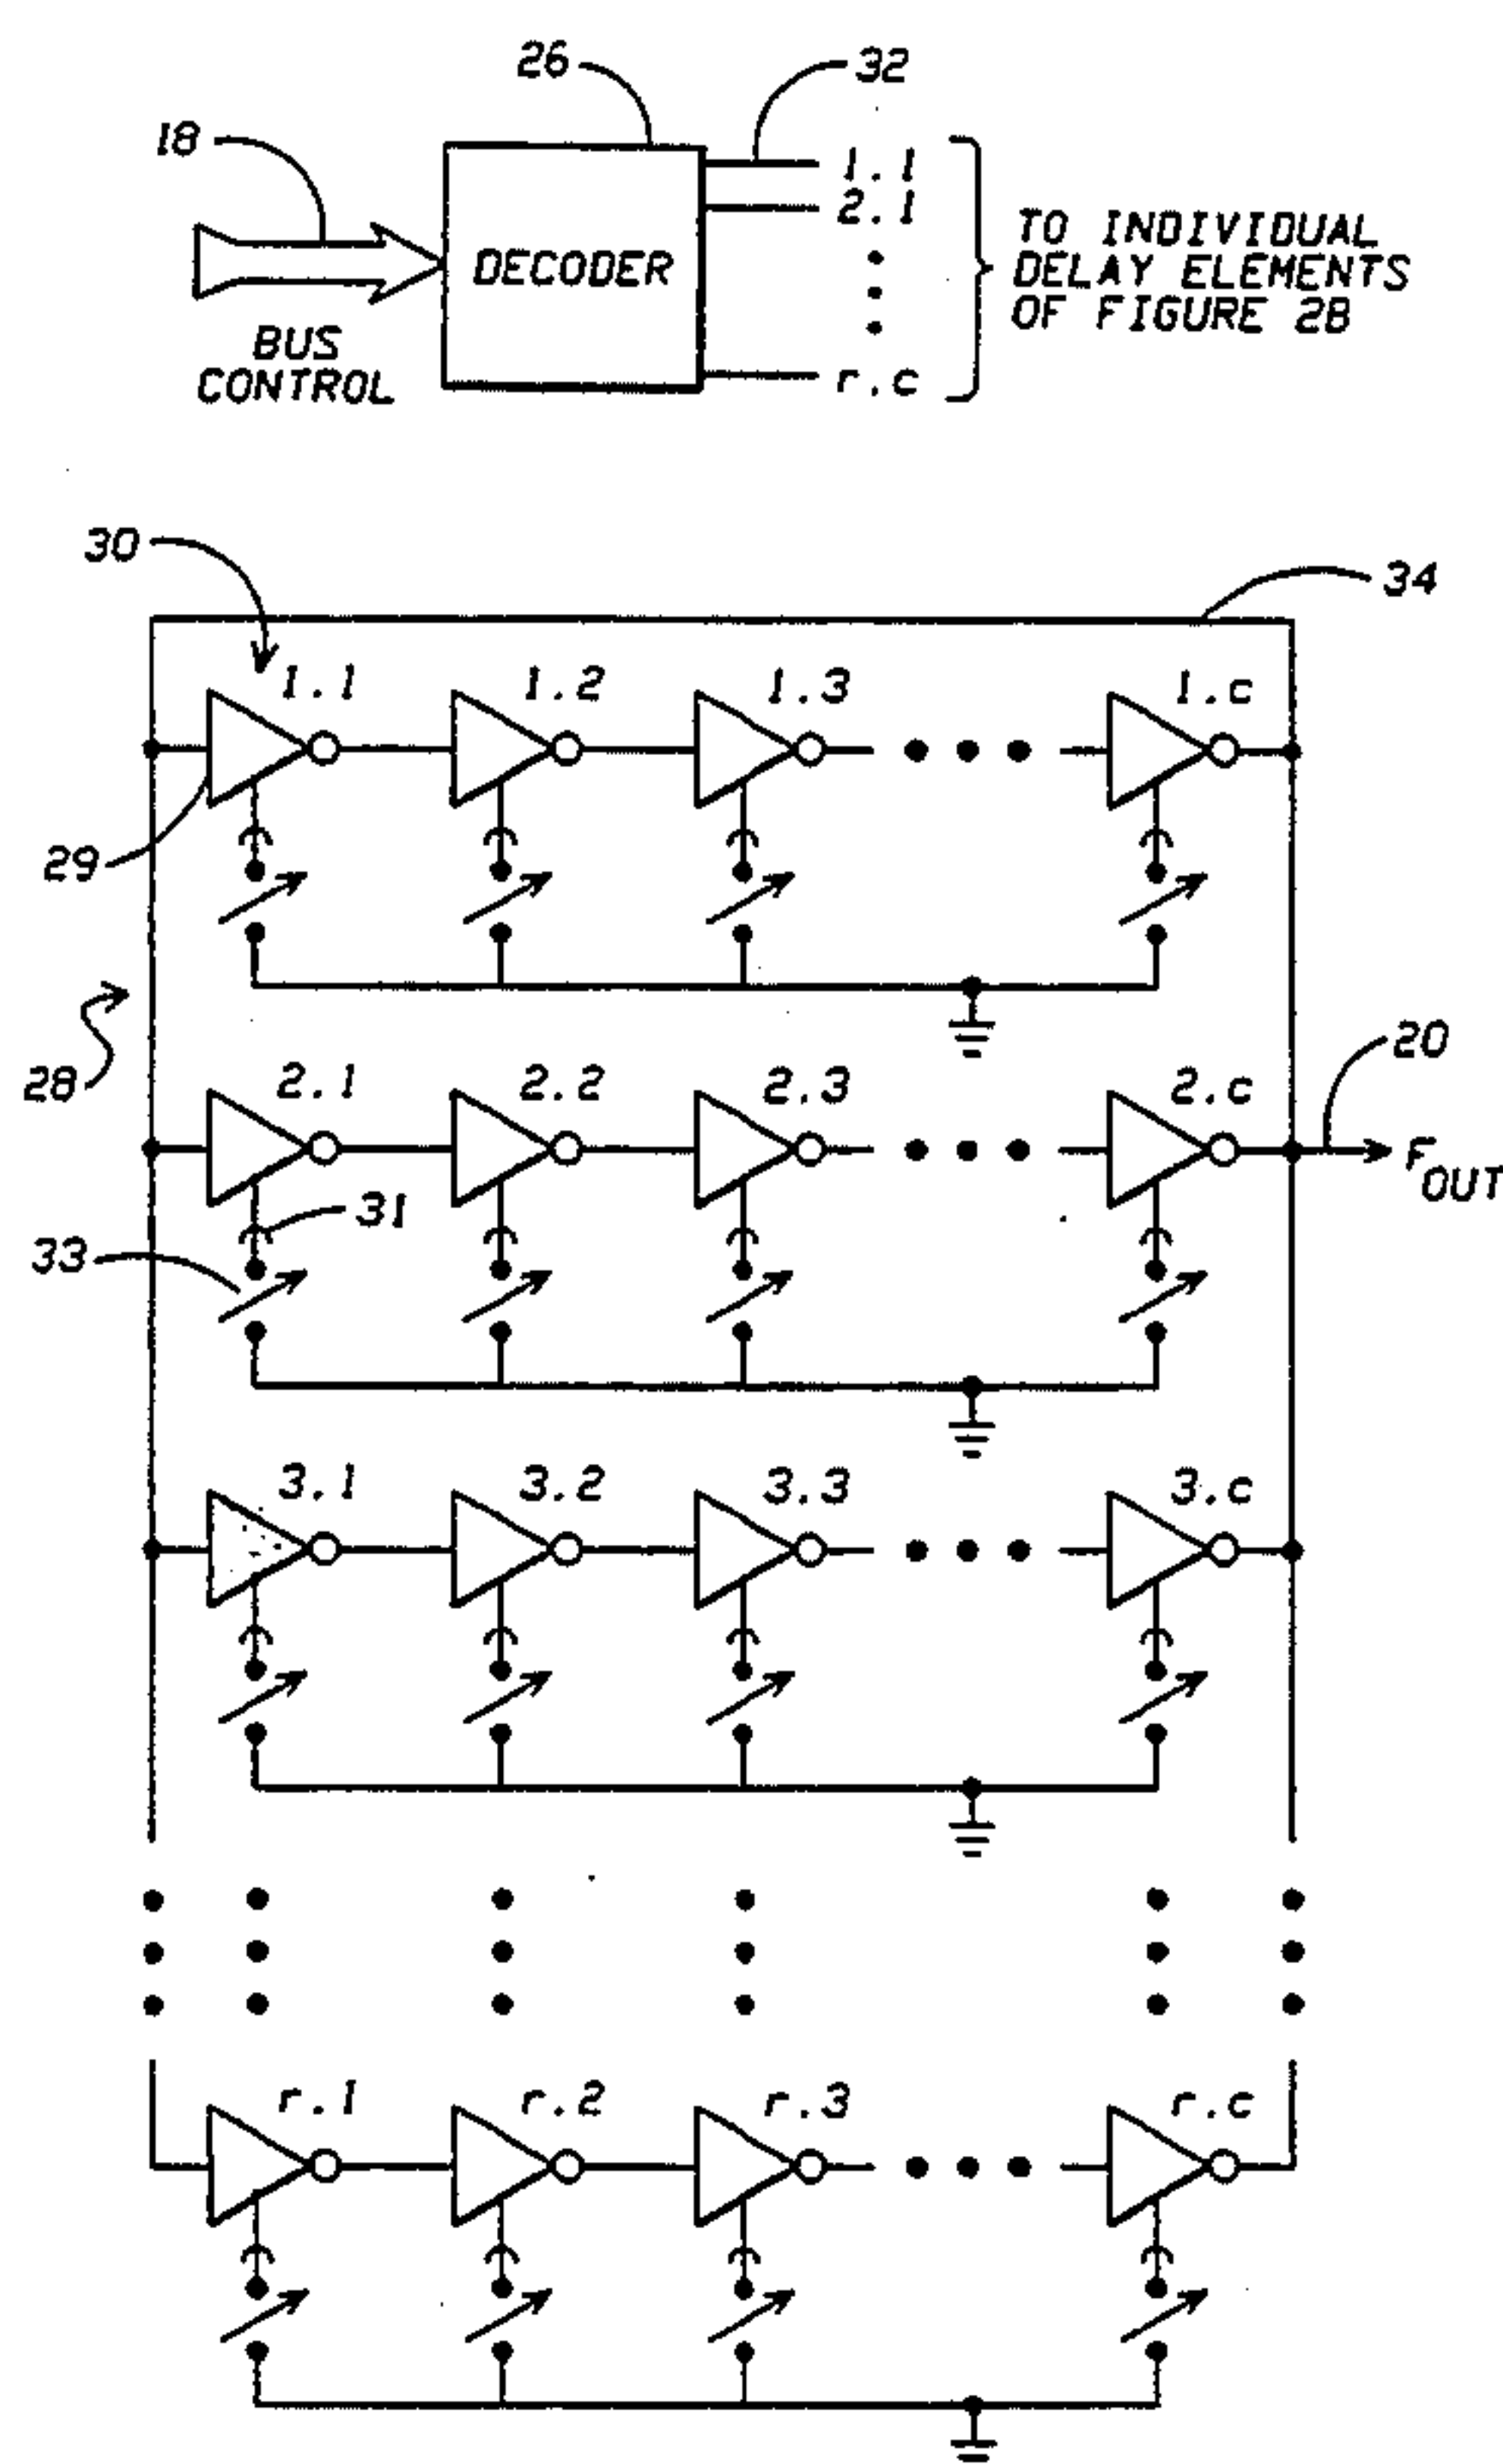 26
32
18
1.1
2.1
DECODER
r.c
TO INDIVIDUAL
DELAY ELEMENTS
OF FIGURE 28
BUS
CONTROL
30
34
1.1 1.2 1.3 1.c
29
28
20
2.1 2.2 2.3 2.c
FOUT
31
33
3.1 3.2 3.3 3.c
r.1 r.2 r.3 r.c